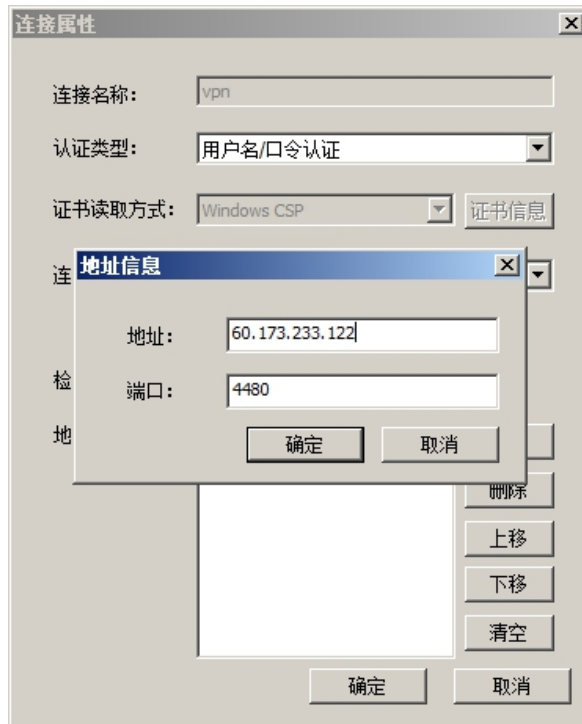 连接属性
连接名称：
vpn
认证类型：
用户名/口令认证
证书读取方式：
Windows CSP
证书信息
连
地址信息
地址：
60.173.233.122
检
端口：
4480
地
确定
取消
删除
上移
下移
清空
确定
取消